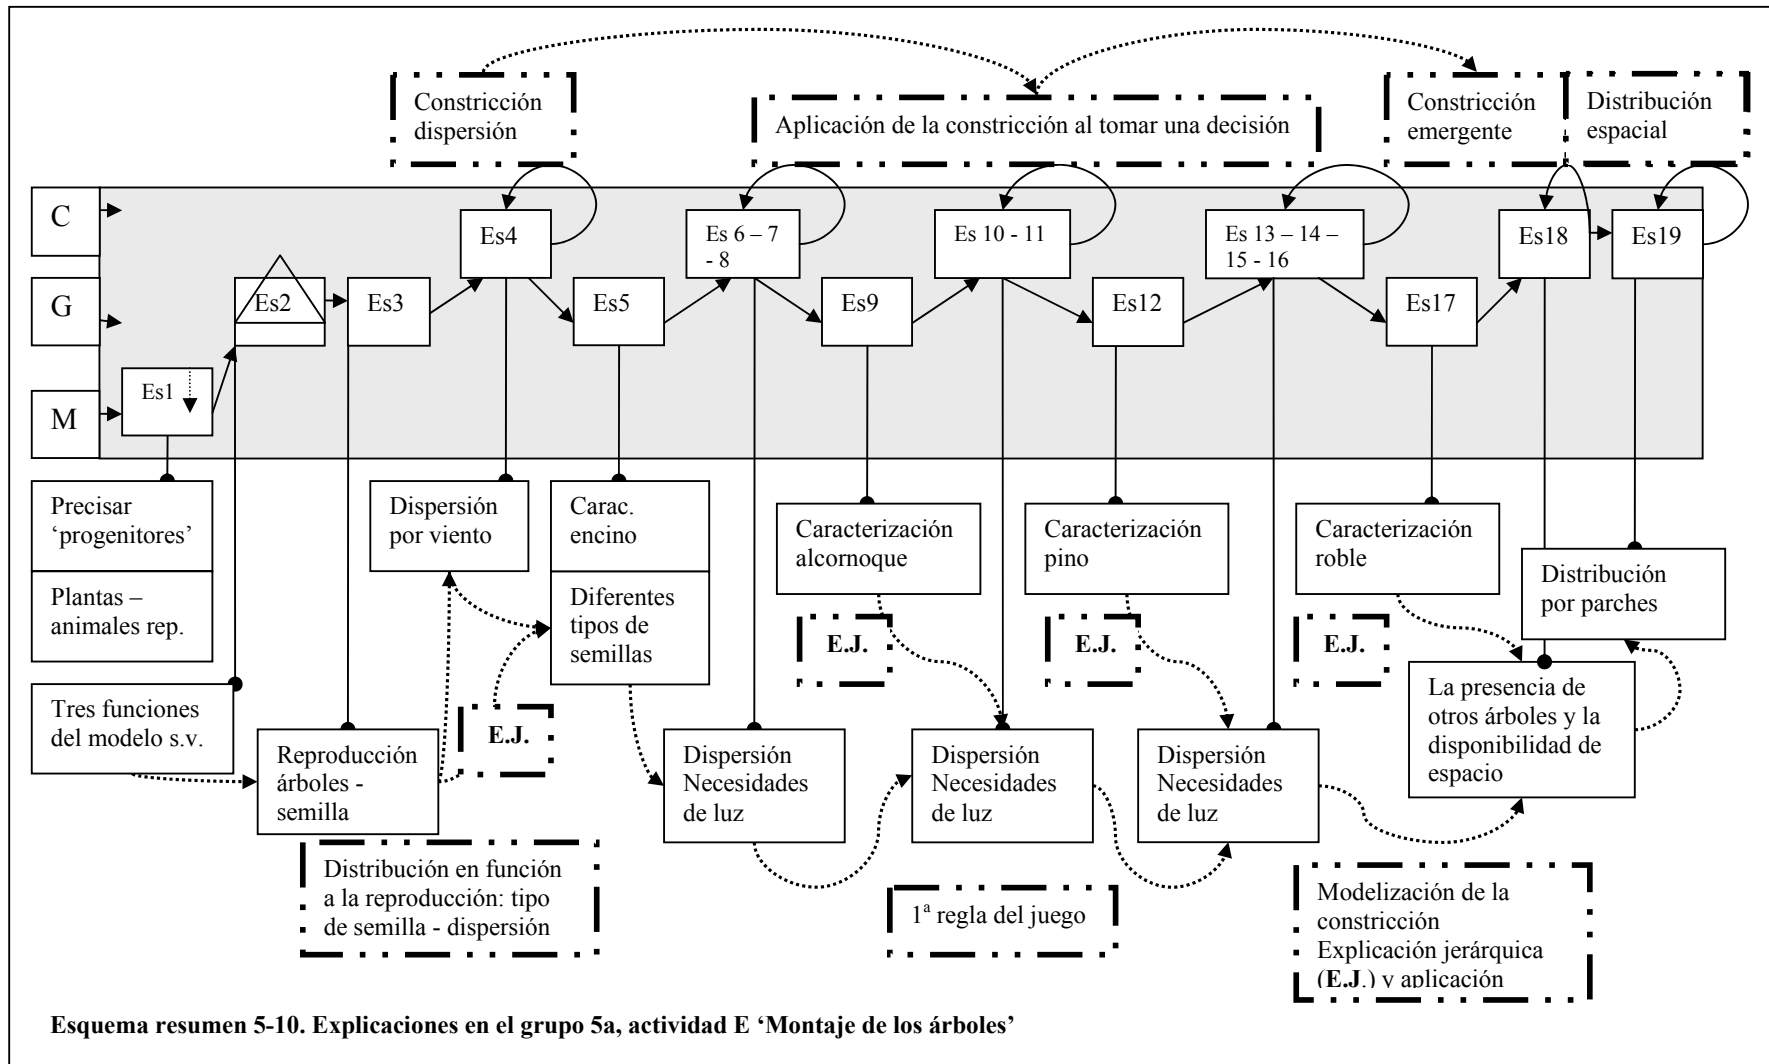 Constricción
dispersión
Aplicación de la constricción al tomar una decisión
Constricción
emergente
Distribución
espacial
C
G
M
Es1
Es2
Es3
Es4
Es5
Es 6 – 7
- 8
Es9
Es 10 - 11
Es12
Es 13 – 14 –
15 - 16
Es17
Es18
Es19
Precisar
‘progenitores’
Plantas –
animales rep.
Tres funciones
del modelo s.v.
Reproducción
árboles -
semilla
Dispersión
por viento
E.J.
Carac.
encino
Diferentes
tipos de
semillas
Dispersión
Necesidades
de luz
Caracterización
alcornoque
E.J.
Dispersión
Necesidades
de luz
Caracterización
pino
E.J.
Dispersión
Necesidades
de luz
Caracterización
roble
E.J.
Distribución
por parches
La presencia de
otros árboles y la
disponibilidad de
espacio
Distribución en función
a la reproducción: tipo
de semilla - dispersión
1ª regla del juego
Modelización de la
constricción
Explicación jerárquica
(E.J.) y aplicación
Esquema resumen 5-10. Explicaciones en el grupo 5a, actividad E ‘Montaje de los árboles’